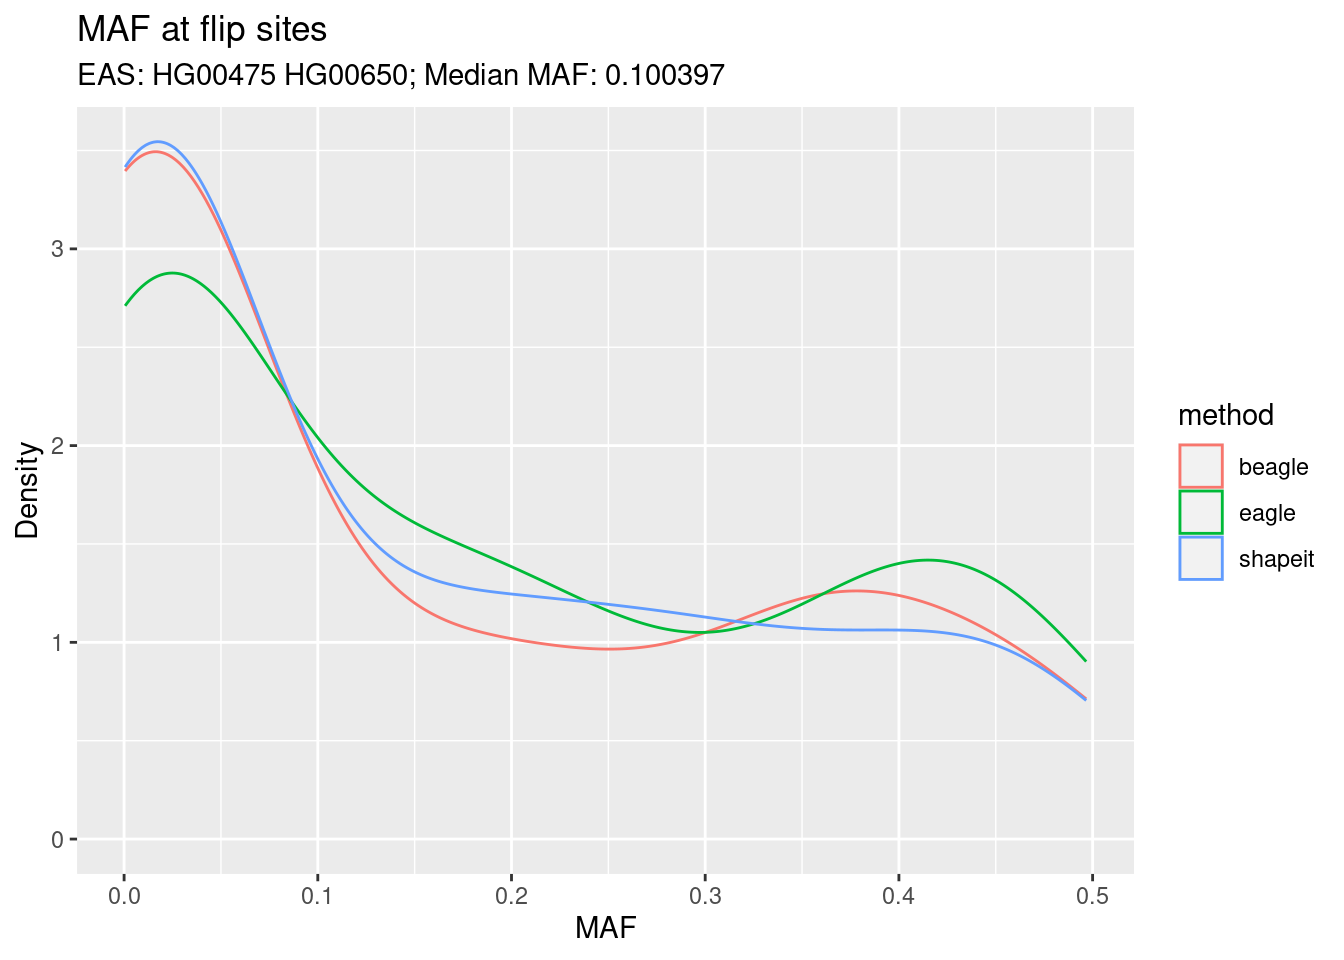 MAF at flip sites
EAS: HG00475 HG00650; Median MAF: 0.100397
Density
3
2
1
0
0.0 0.1 0.2 0.3 0.4 0.5
MAF
method
beagle
eagle
shapeit